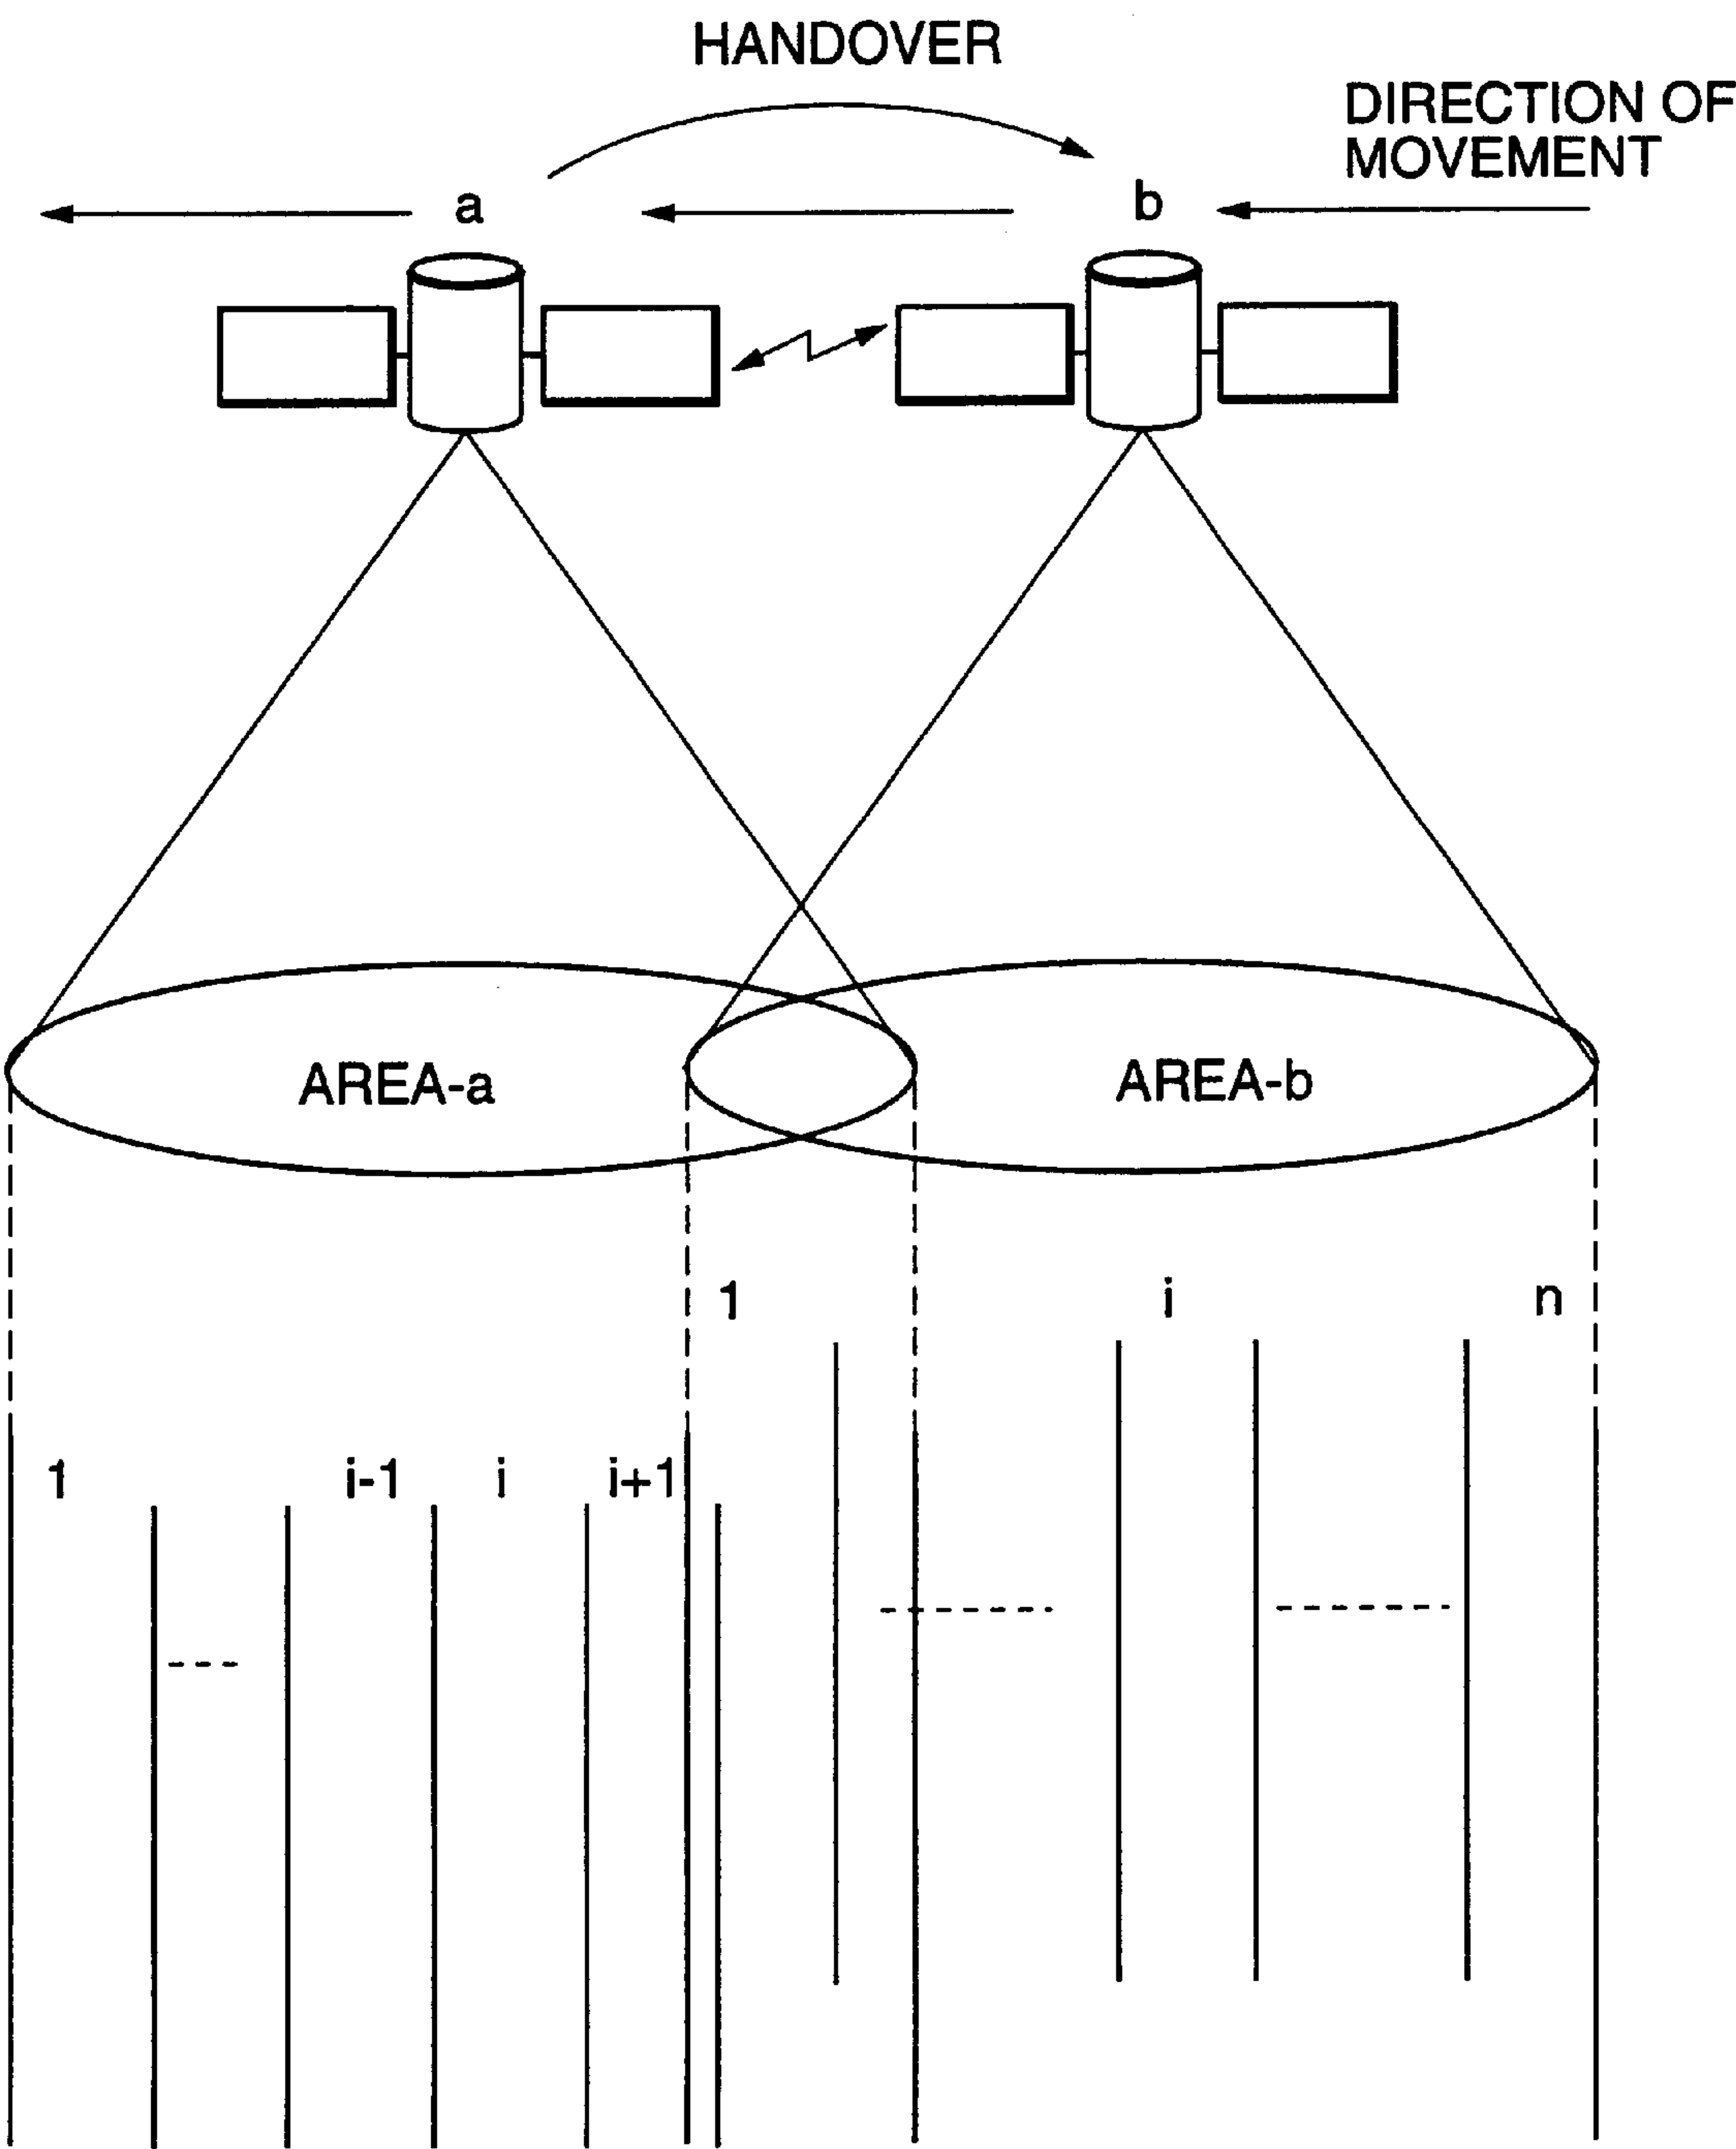 HANDOVER
DIRECTION OF
MOVEMENT
a
b
AREA-a
AREA-b
1
i
n
1
i-1
i
i+1